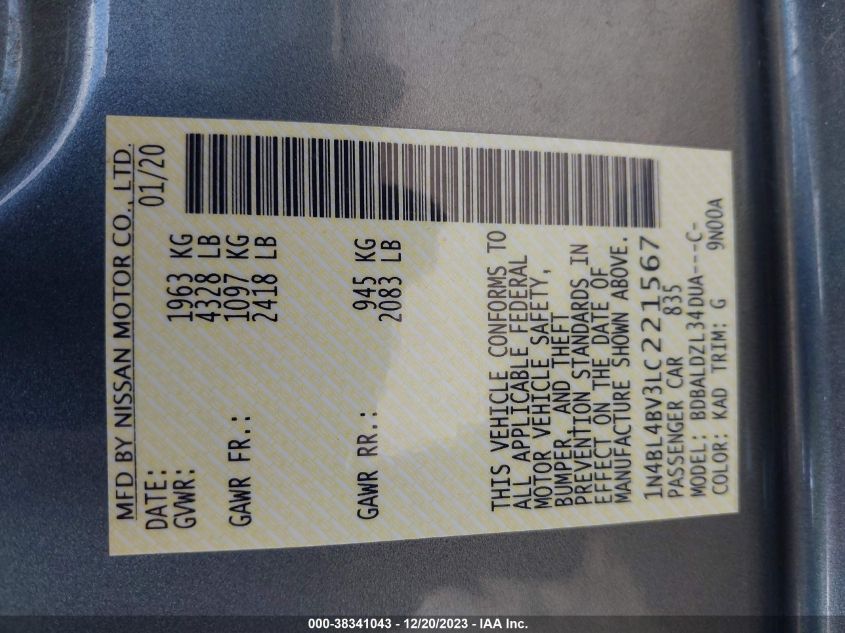 MFD BY NISSAN MOTOR CO., LTD.
DATE: 01/20
GVWR: 1963 KG
4328 LB
GAWR FR.: 1097 KG
2418 LB
GAWR RR.: 945 KG
2083 LB
THIS VEHICLE CONFORMS TO
ALL APPLICABLE FEDERAL
MOTOR VEHICLE SAFETY,
BUMPER, AND THEFT
PREVENTION STANDARDS IN
EFFECT ON THE DATE OF
MANUFACTURE SHOWN ABOVE.
1N4BL4BV3LC221567
PASSENGER CAR 835
MODEL: BDBALDZL34DUA---C-
COLOR: KAD TRIM: G 9N00A
000-38341043 - 12/20/2023 - IAA Inc.